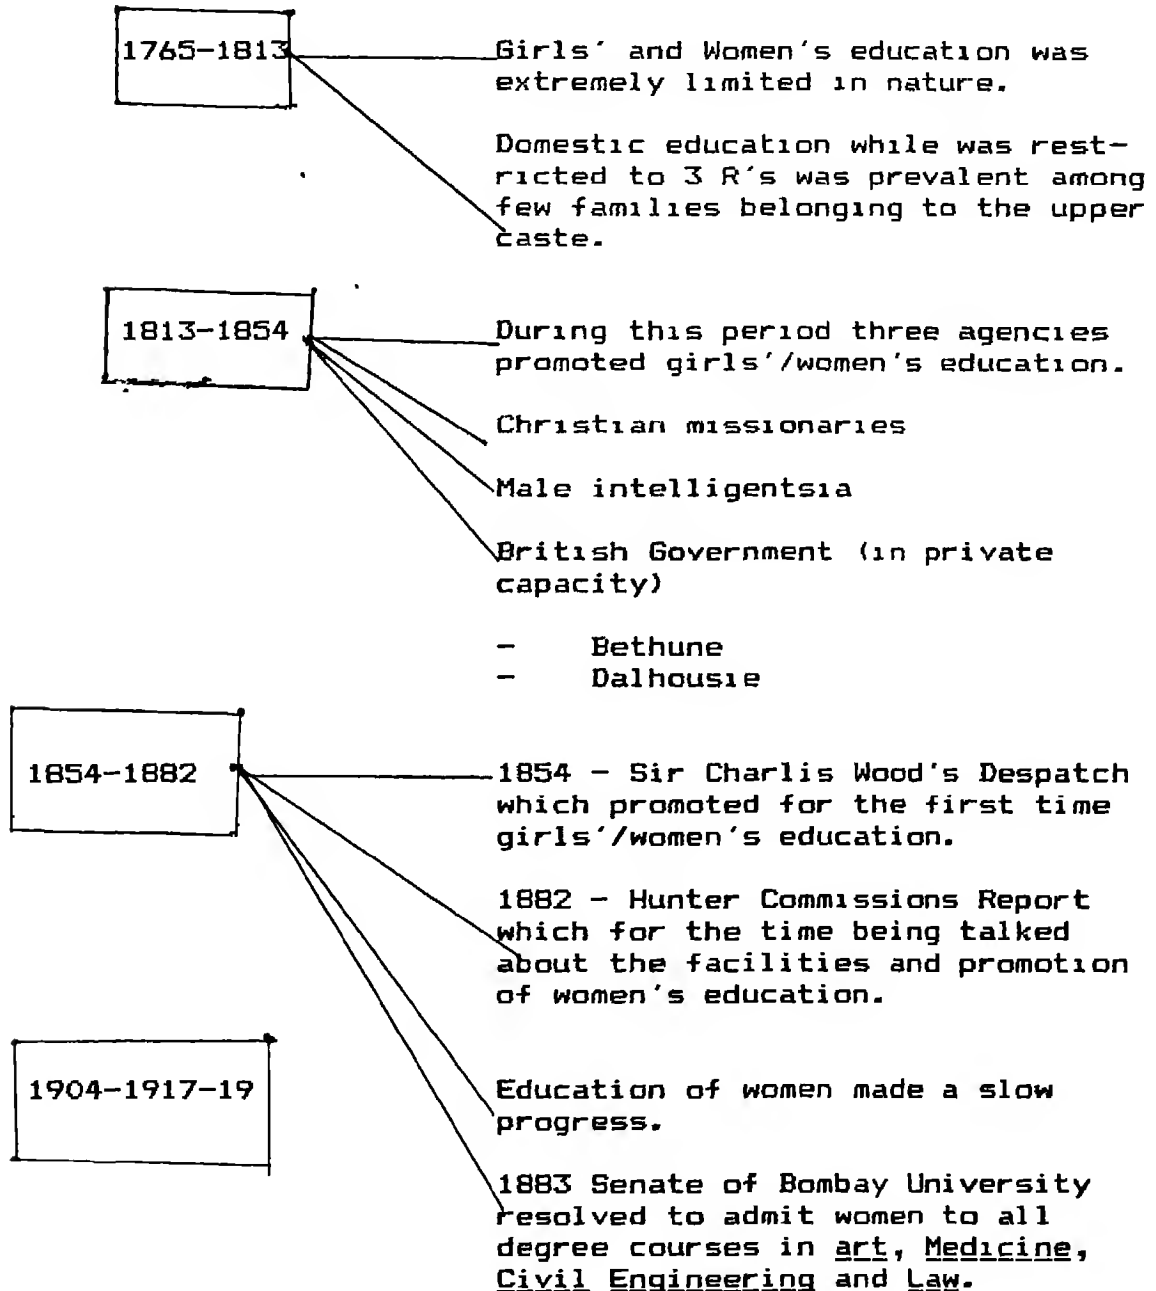 1765-1813
Girls' and Women's education was
extremely limited in nature.
Domestic education while was rest-
ricted to 3 R's was prevalent among
few families belonging to the upper
caste.
1813-1854
During this period three agencies
promoted girls'/women's education.
Christian missionaries
Male intelligentsia
British Government (in private
capacity)
- Bethune
- Dalhousie
1854-1882
1854 - Sir Charlis Wood's Despatch
which promoted for the first time
girls'/women's education.
1882 - Hunter Commissions Report
which for the time being talked
about the facilities and promotion
of women's education.
1904-1917-19
Education of women made a slow
progress.
1883 Senate of Bombay University
resolved to admit women to all
degree courses in art, Medicine,
Civil Engineering and Law.